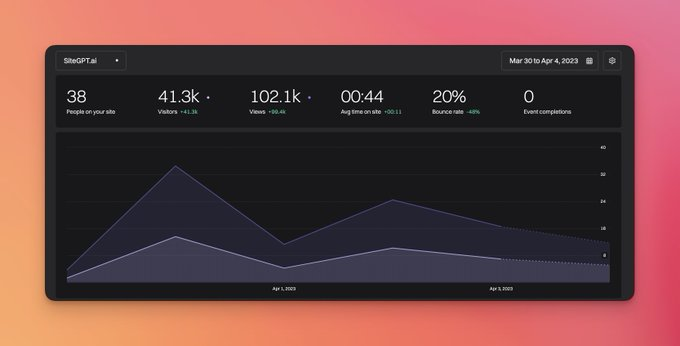 SiteGPT.ai
Mar 30 to Apr 4, 2023
38
People on your site
41.3k
Visitors +41.3k
102.1k
Views +99.4k
00:44
Avg time on site +00:11
20%
Bounce rate -48%
0
Event completions
40
32
24
16
8
Apr 1, 2023
Apr 3, 2023